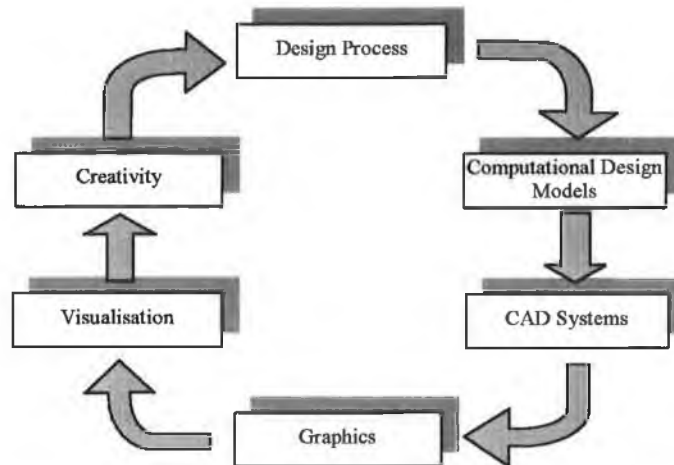 Design Process
Computational Design
Models
CAD Systems
Graphics
Visualisation
Creativity